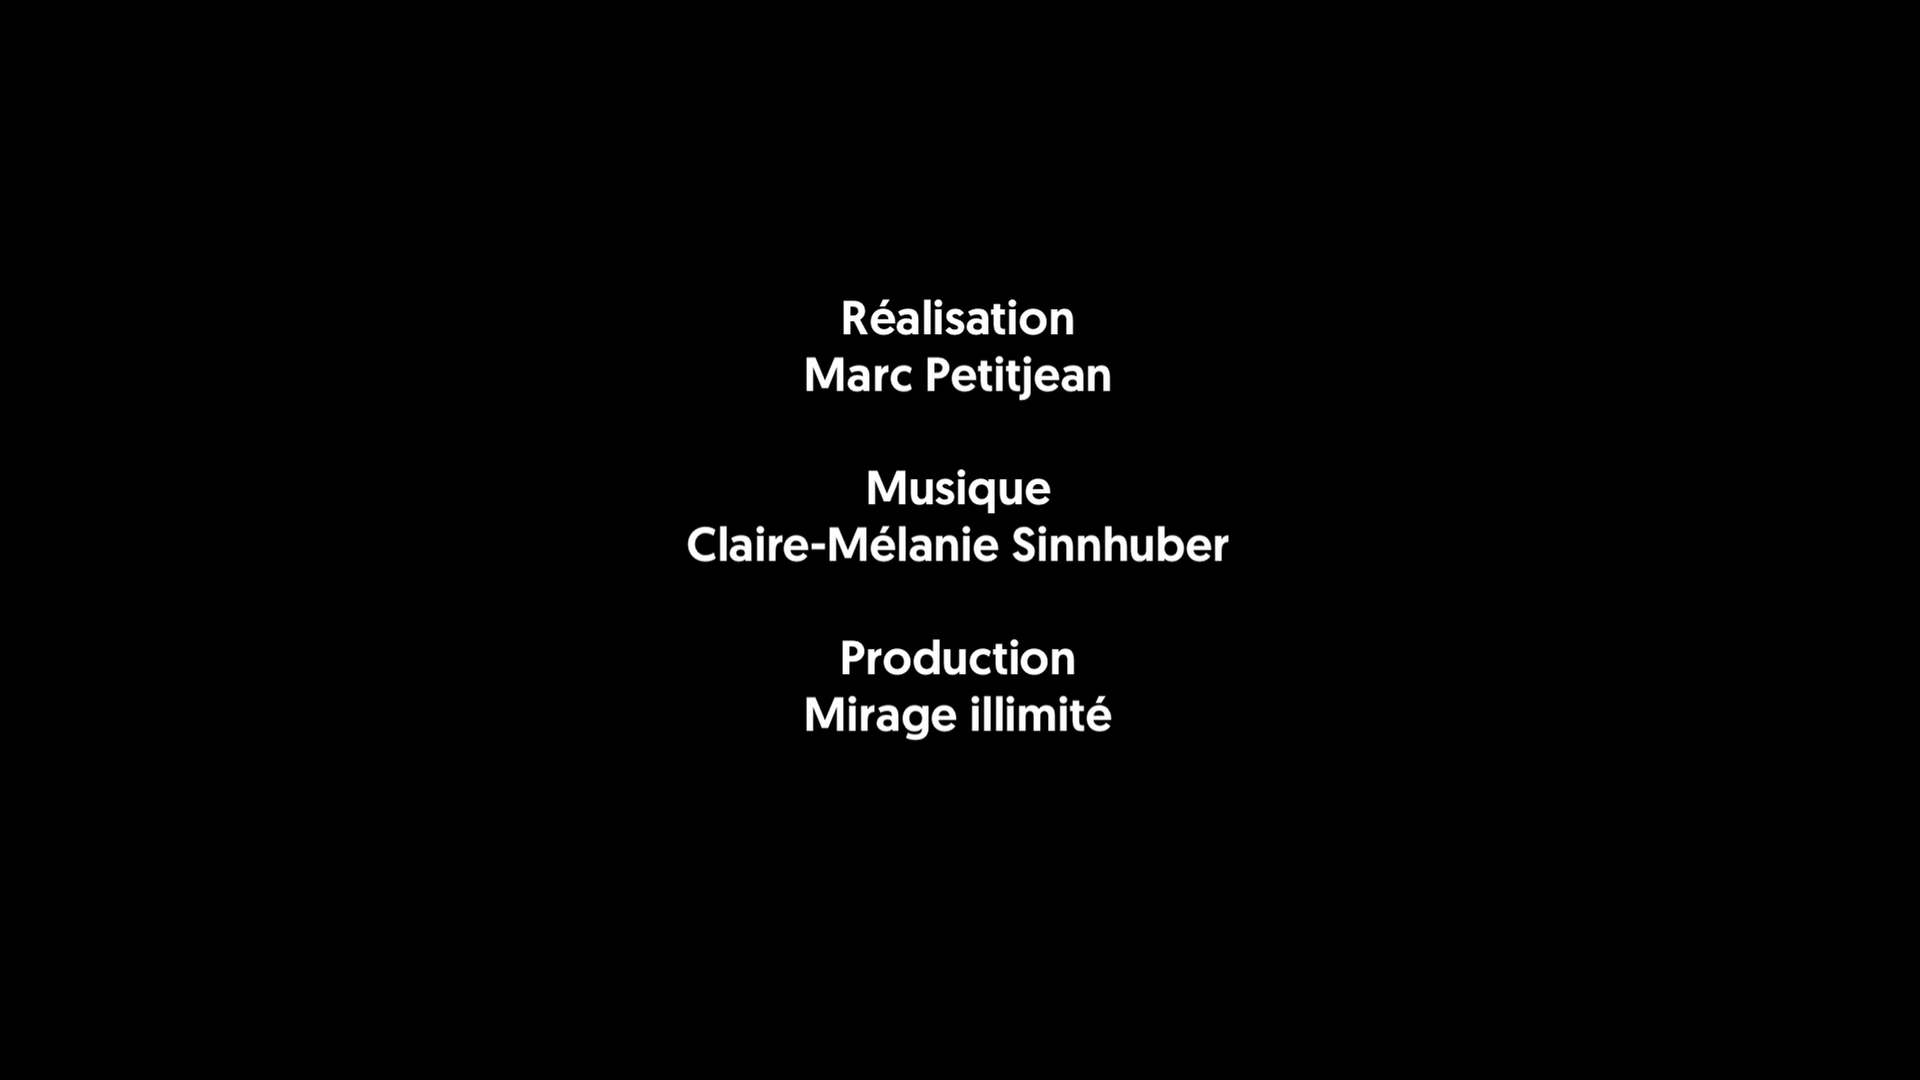 Réalisation
Marc Petitjean
Musique
Claire-Mélanie Sinnhuber
Production
Mirage illimité